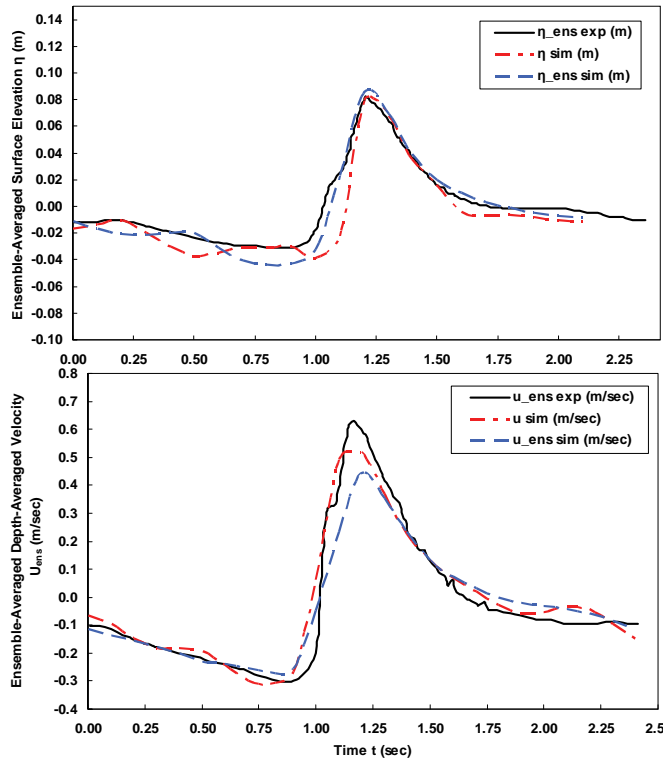 Ensemble-Averaged Surface Elevation η (m)
0.14
0.12
0.10
0.08
0.06
0.04
0.02
0.00
-0.02
-0.04
-0.06
-0.08
-0.10
η_ens exp (m)
η sim (m)
η_ens sim (m)
0.00 0.25 0.50 0.75 1.00 1.25 1.50 1.75 2.00 2.25
Ensemble-Averaged Depth-Averaged Velocity
Uens (m/sec)
0.8
0.7
0.6
0.5
0.4
0.3
0.2
0.1
0.0
-0.1
-0.2
-0.3
-0.4
u_ens exp (m/sec)
u sim (m/sec)
u_ens sim (m/sec)
0.00 0.25 0.50 0.75 1.00 1.25 1.50 1.75 2.00 2.25 2.5
Time t (sec)